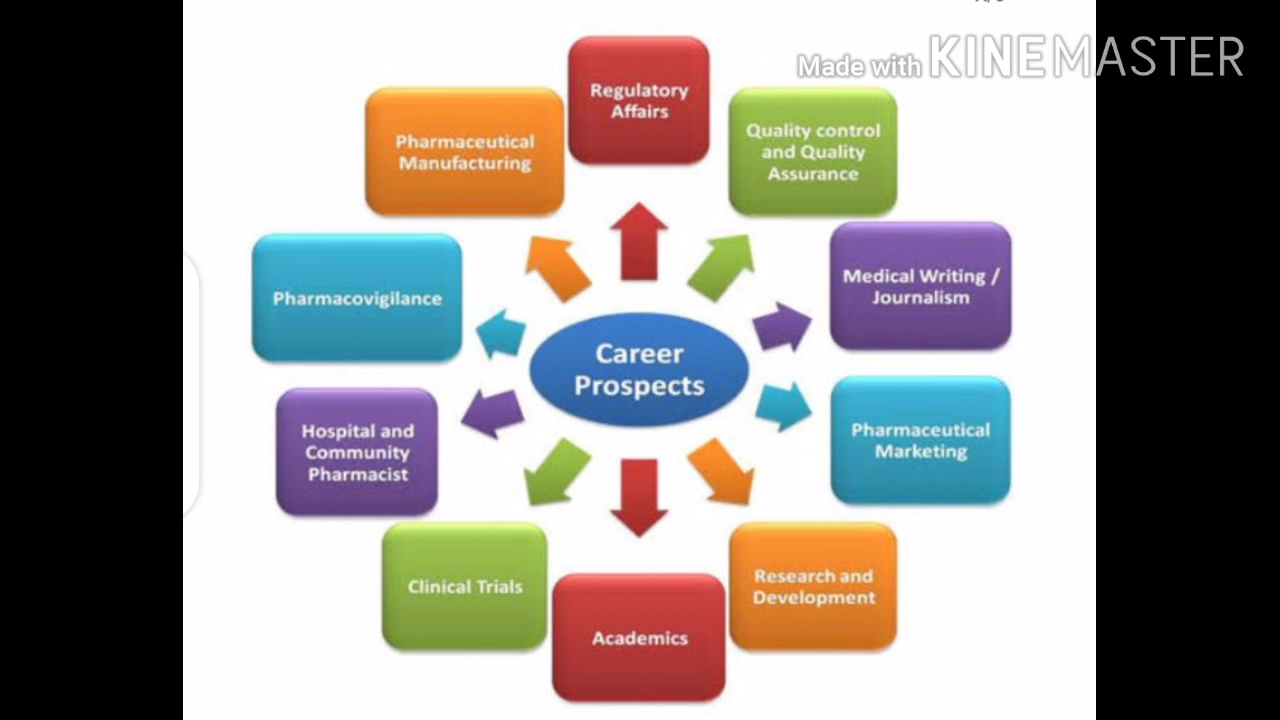 Made with KINEMASTER
Regulatory
Affairs
Quality control
and Quality
Assurance
Medical Writing /
Journalism
Pharmaceutical
Marketing
Research and
Development
Academics
Clinical Trials
Hospital and
Community
Pharmacist
Pharmacovigilance
Pharmaceutical
Manufacturing
Career
Prospects